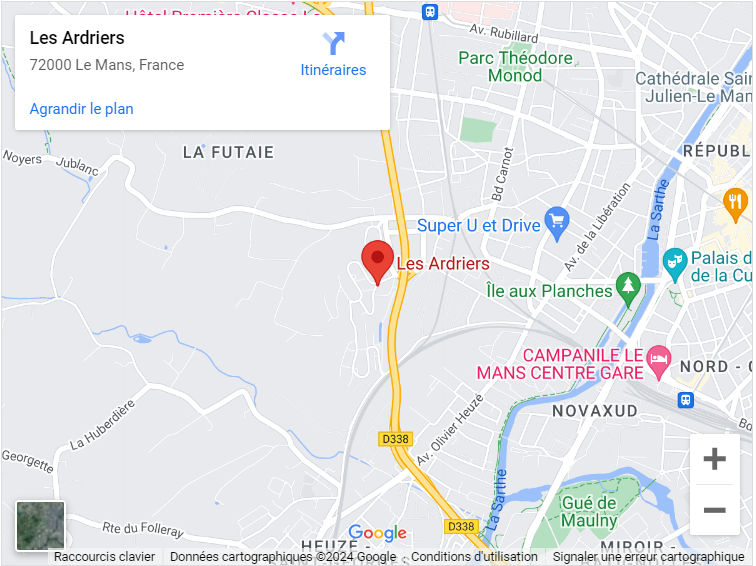 Hôtel Première Classe Le
Les Ardriers
72000 Le Mans, France
Itinéraires
Agrandir le plan
Av. Rubillard
Parc Théodore
Monod
Cathédrale Sain
Julien-Le Man
LA FUTAIE
Noyers
Jublanc
Bd Carnot
RÉPUBL
Av. de la Libération
La Sarthe
Super U et Drive
Palais d
de la Cu
Les Ardriers
Île aux Planches
CAMPANILE LE
MANS CENTRE GARE
NORD - G
NOVAXUD
La Huberdière
Av. Olivier Heuzé
Bd
D338
Georgette
La Sarthe
Gué de
Maulny
Rte du Folleray
D338
Google
HEUZÉ -
MIROIR -
Raccourcis clavier
Données cartographiques ©2024 Google
Conditions d'utilisation
Signaler une erreur cartographique